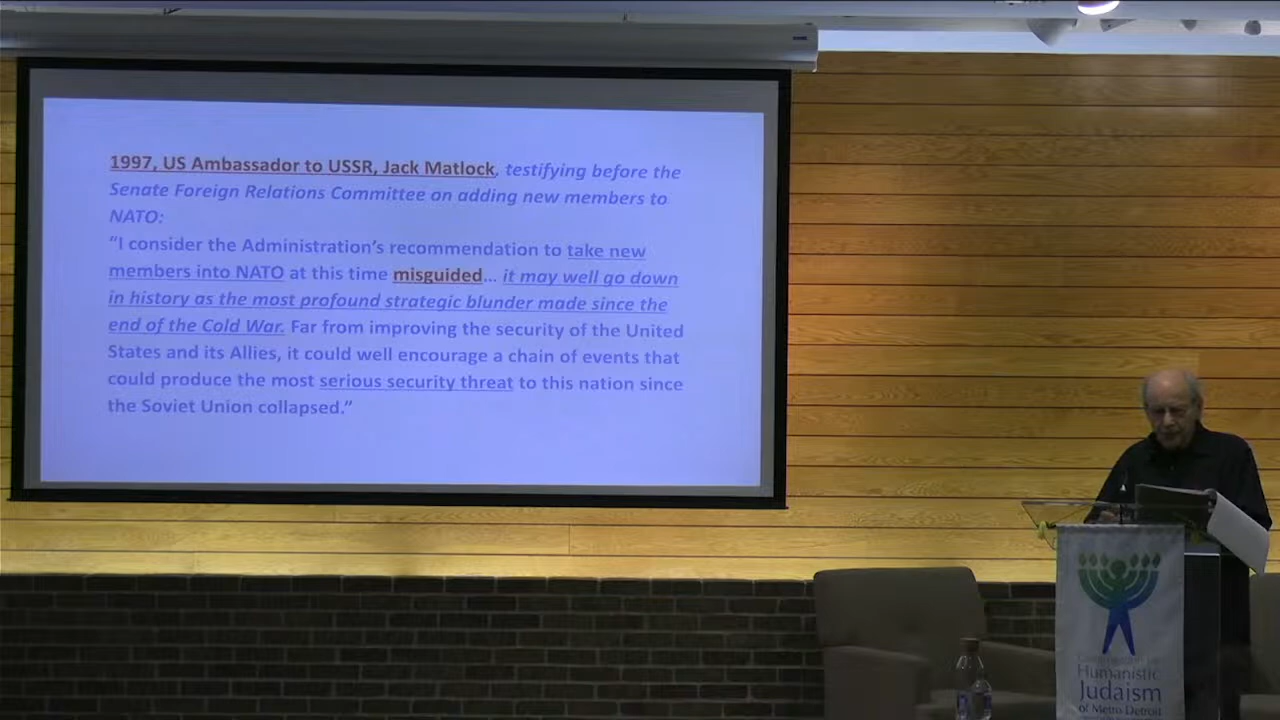 1997, US Ambassador to USSR, Jack Matlock, testifying before the
Senate Foreign Relations Committee on adding new members to
NATO:
“I consider the Administration’s recommendation to take new
members into NATO at this time misguided… it may well go down
in history as the most profound strategic blunder made since the
end of the Cold War. Far from improving the security of the United
States and its Allies, it could well encourage a chain of events that
could produce the most serious security threat to this nation since
the Soviet Union collapsed.”
Humanistic
Judaism
of Metro Detroit